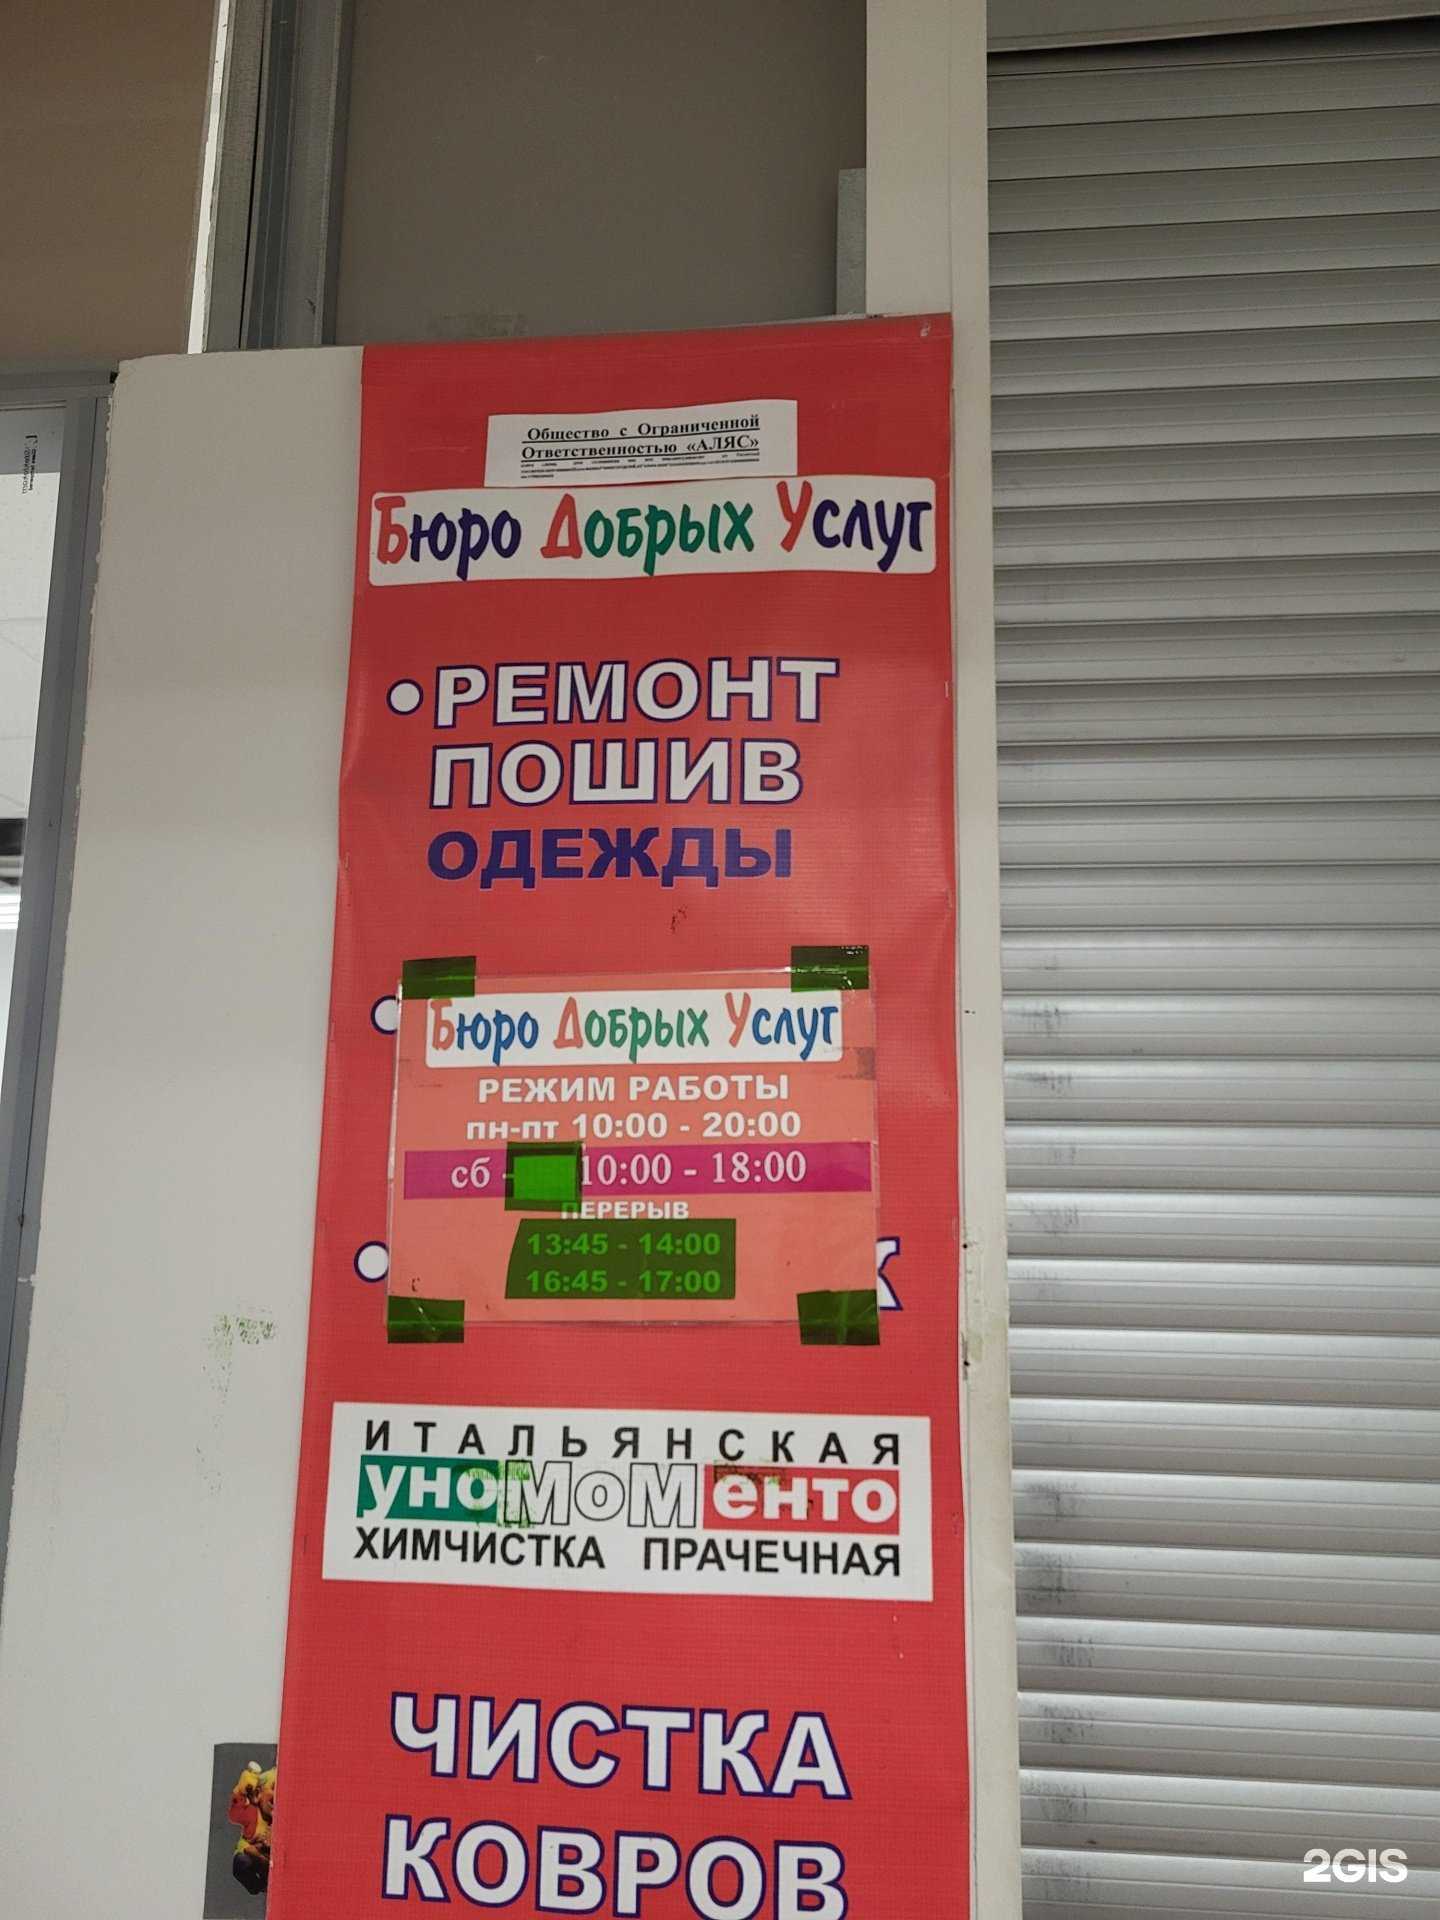 Общество с Ограниченной
Ответственностью «АЛЯС»
Бюро Добрых Услуг
•РЕМОНТ
ПОШИВ
ОДЕЖДЫ
Бюро Добрых Услуг
РЕЖИМ РАБОТЫ
пн-пт 10:00 - 20:00
сб - 10:00 - 18:00
ПЕРЕРЫВ
13:45 - 14:00
16:45 - 17:00
К
ИТАЛЬЯНСКАЯ
уноМоМенто
ХИМЧИСТКА ПРАЧЕЧНАЯ
ЧИСТКА
КОВРОВ
2GIS